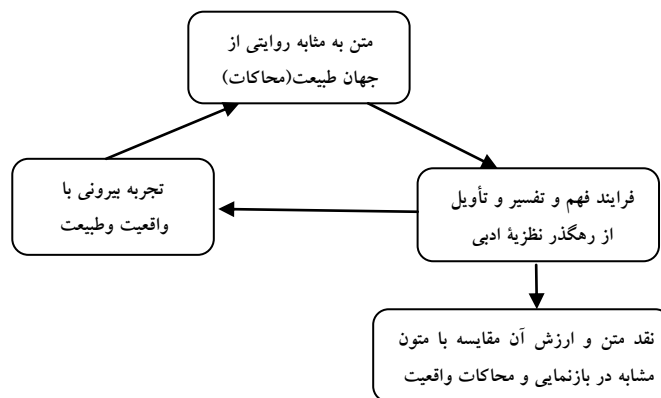 متن به مثابه روایتی از
جهان طبیعت(محاکات)
فرایند فهم و تفسیر و تأویل
از رهگذر نظزیۀ ادبی
تجربه بیرونی با
واقعیت وطبیعت
نقد متن و ارزش آن مقایسه با متون
مشابه در بازنمایی و محاکات واقعیت